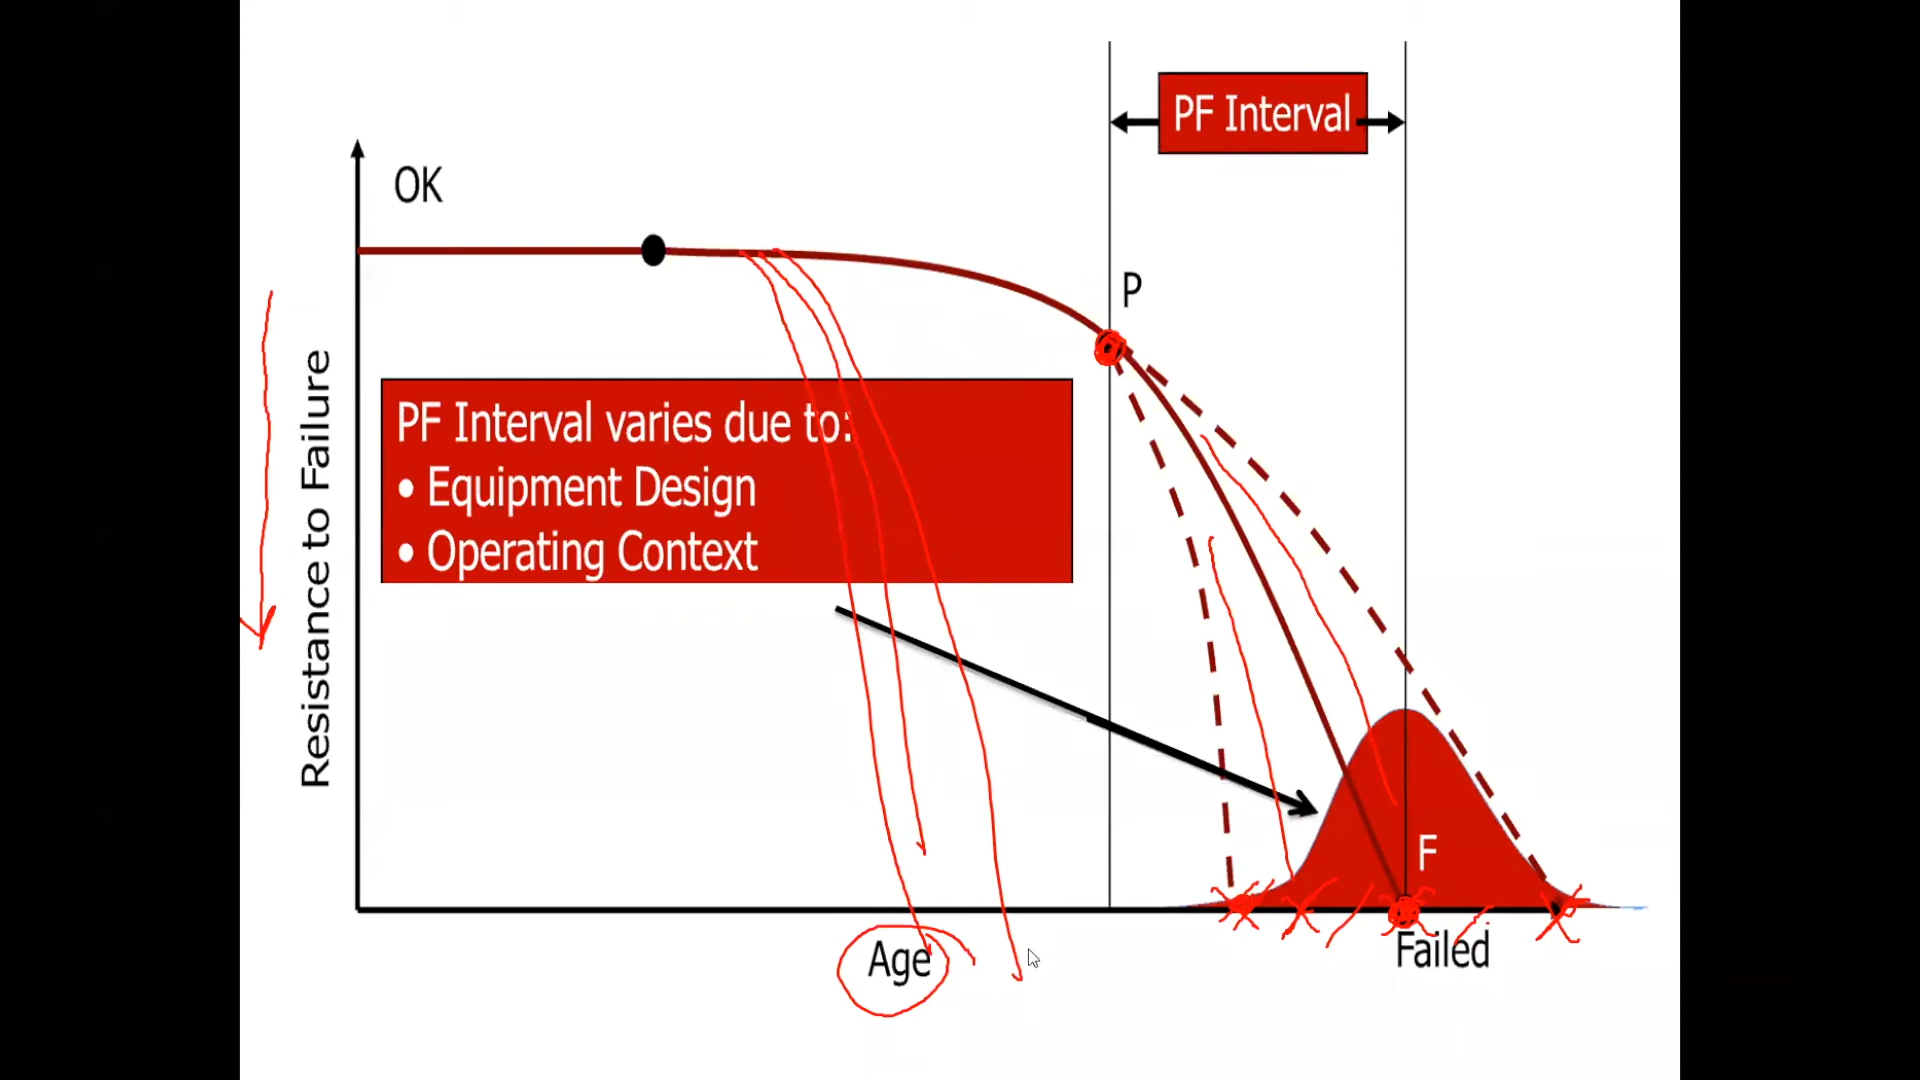 PF Interval
OK
P
Resistance to Failure
PF Interval varies due to:
• Equipment Design
• Operating Context
F
Failed
Age